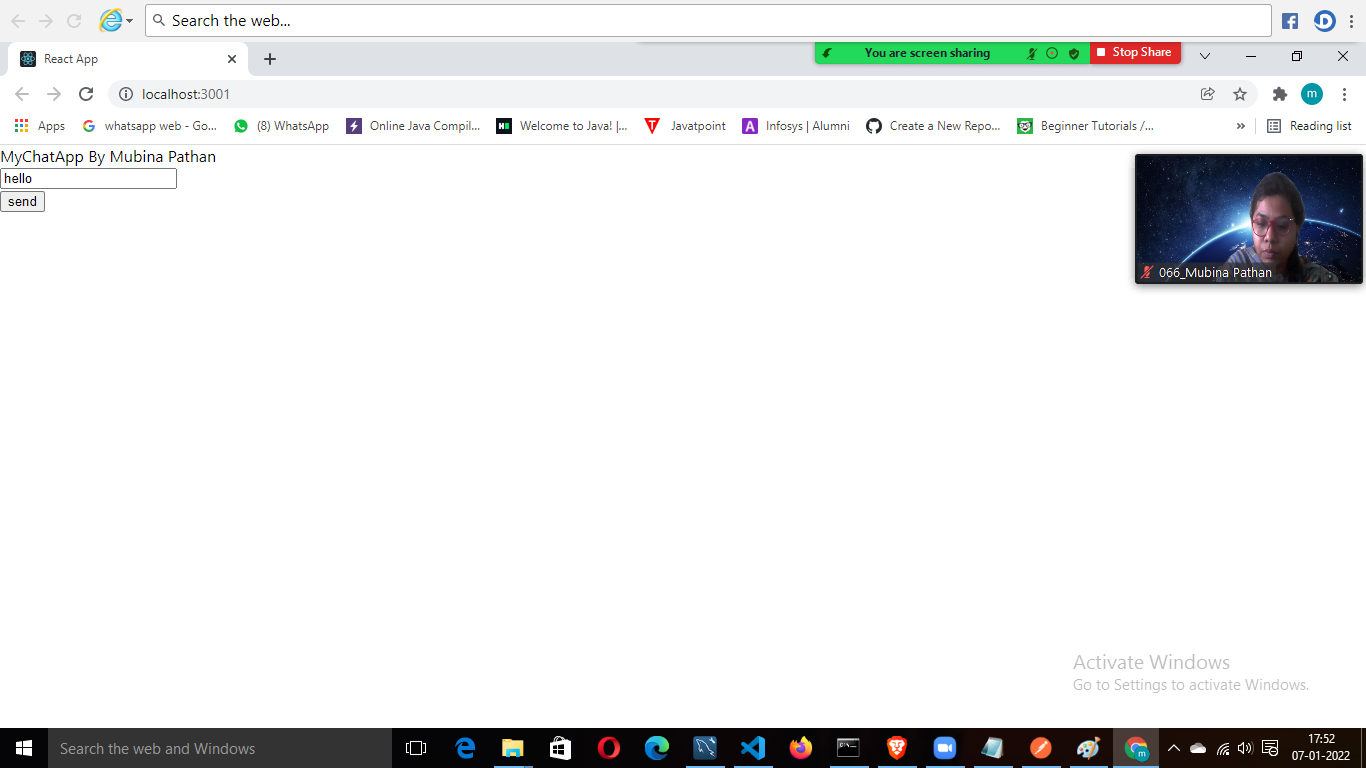 Search the web...
React App
You are screen sharing
Stop Share
localhost:3001
m
Apps
whatsapp web - Go...
(8) WhatsApp
Online Java Compil...
Welcome to Java! |...
Javatpoint
Infosys | Alumni
Create a New Repo...
Beginner Tutorials /...
Reading list
MyChatApp By Mubina Pathan
hello
send
066_Mubina Pathan
Activate Windows
Go to Settings to activate Windows.
Search the web and Windows
17:52
07-01-2022